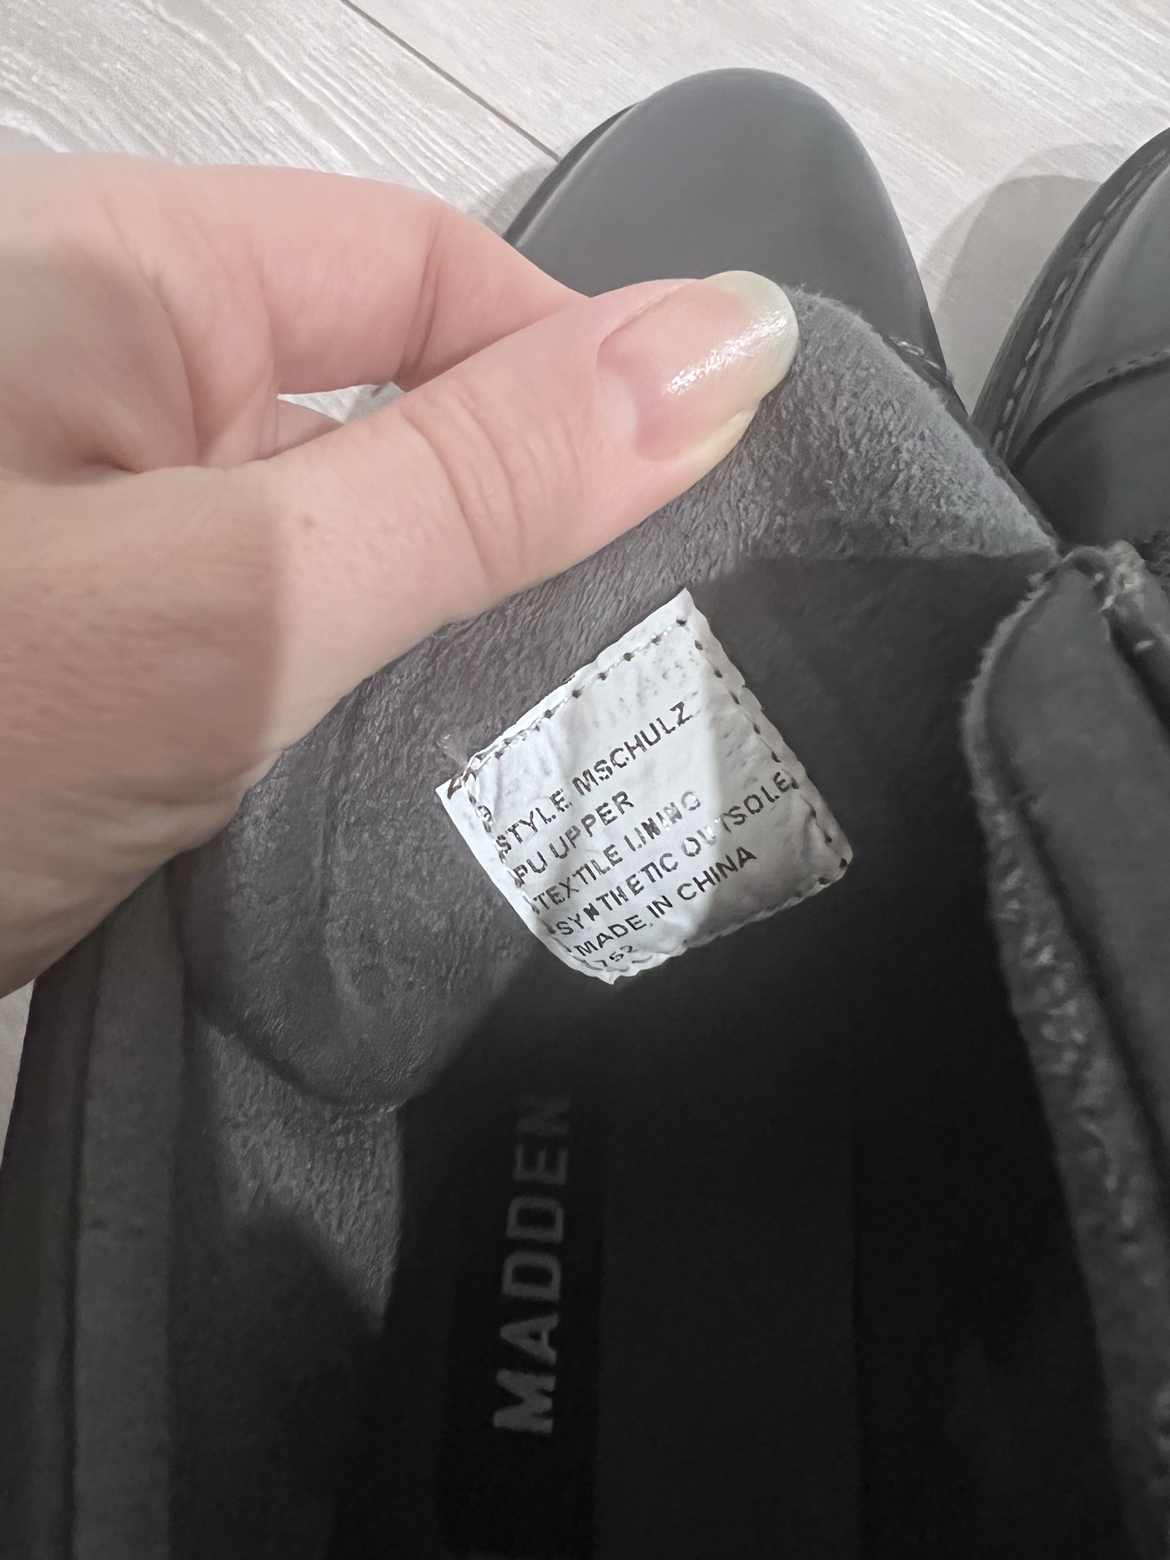 STYLE MSCHULZ
PU UPPER
TEXTILE LINING
SYNTHETIC OUTSOLE
MADE IN CHINA
MADDEN